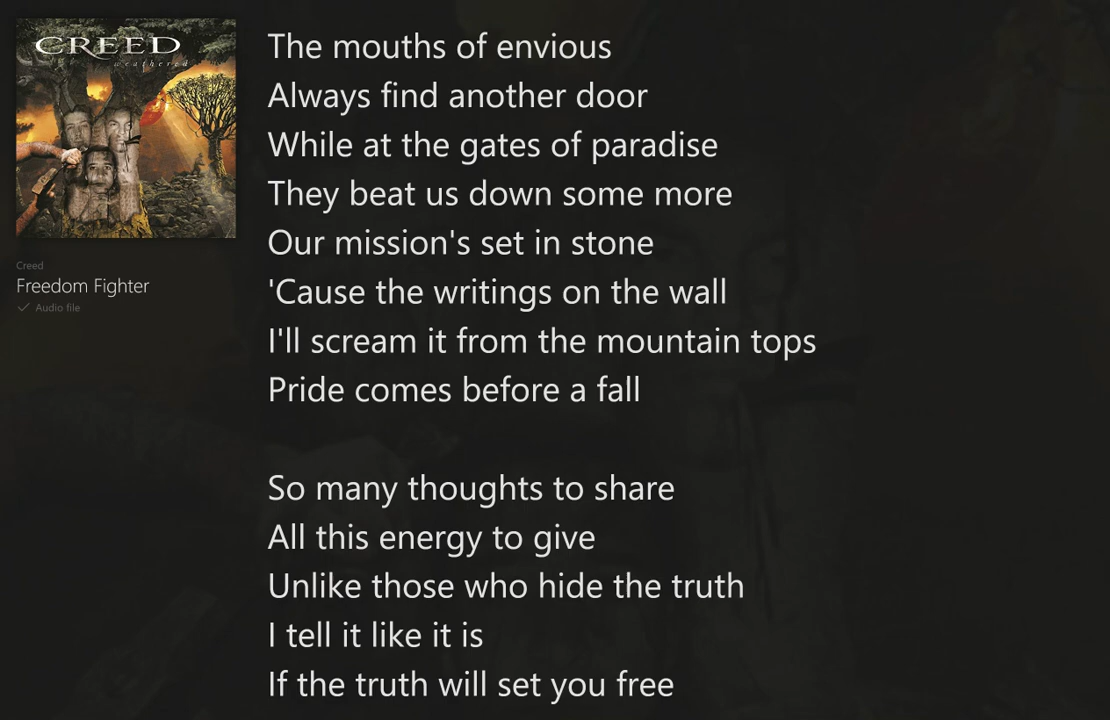 CREED
weathered
Creed
Freedom Fighter
Audio file
The mouths of envious
Always find another door
While at the gates of paradise
They beat us down some more
Our mission's set in stone
'Cause the writings on the wall
I'll scream it from the mountain tops
Pride comes before a fall
So many thoughts to share
All this energy to give
Unlike those who hide the truth
I tell it like it is
If the truth will set you free